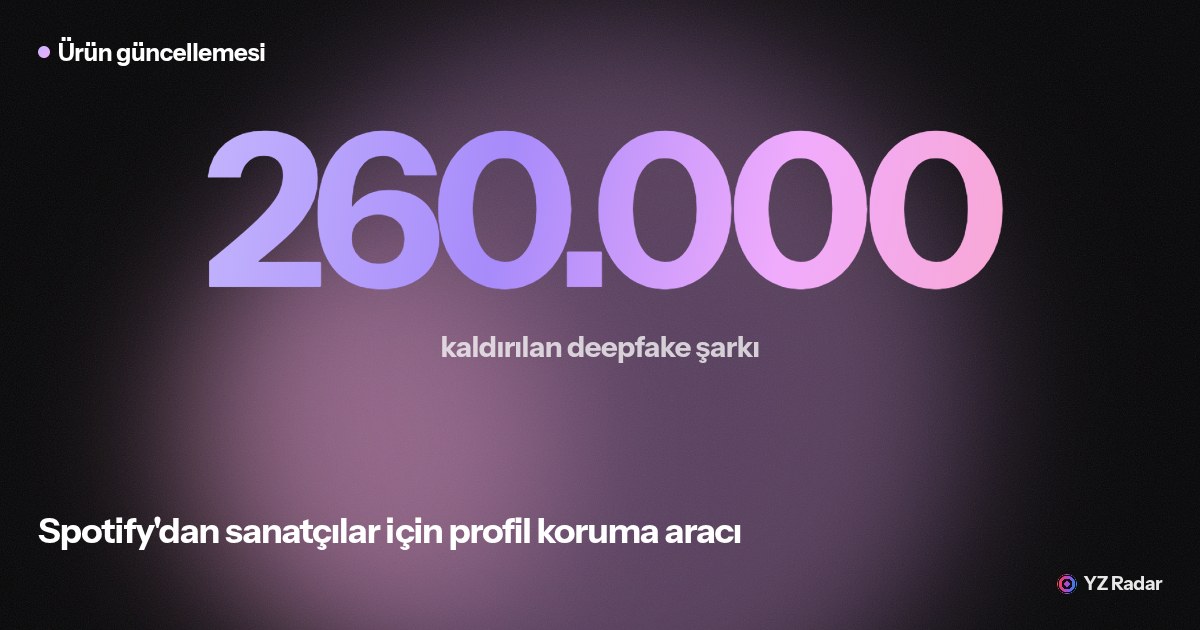 Ürün güncellemesi
260.000
kaldırılan deepfake şarkı
Spotify'dan sanatçılar için profil koruma aracı
YZ Radar